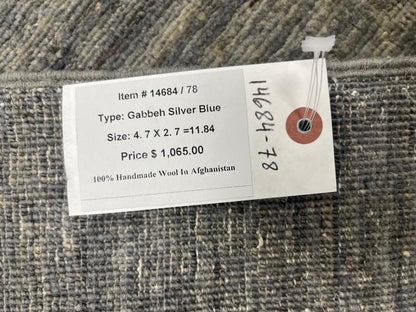 Item # 14684 / 78
Type: Gabbeh Silver Blue
Size: 4. 7 X 2. 7 =11.84
Price $ 1,065.00
100% Handmade Wool In Afghanistan
14684-78